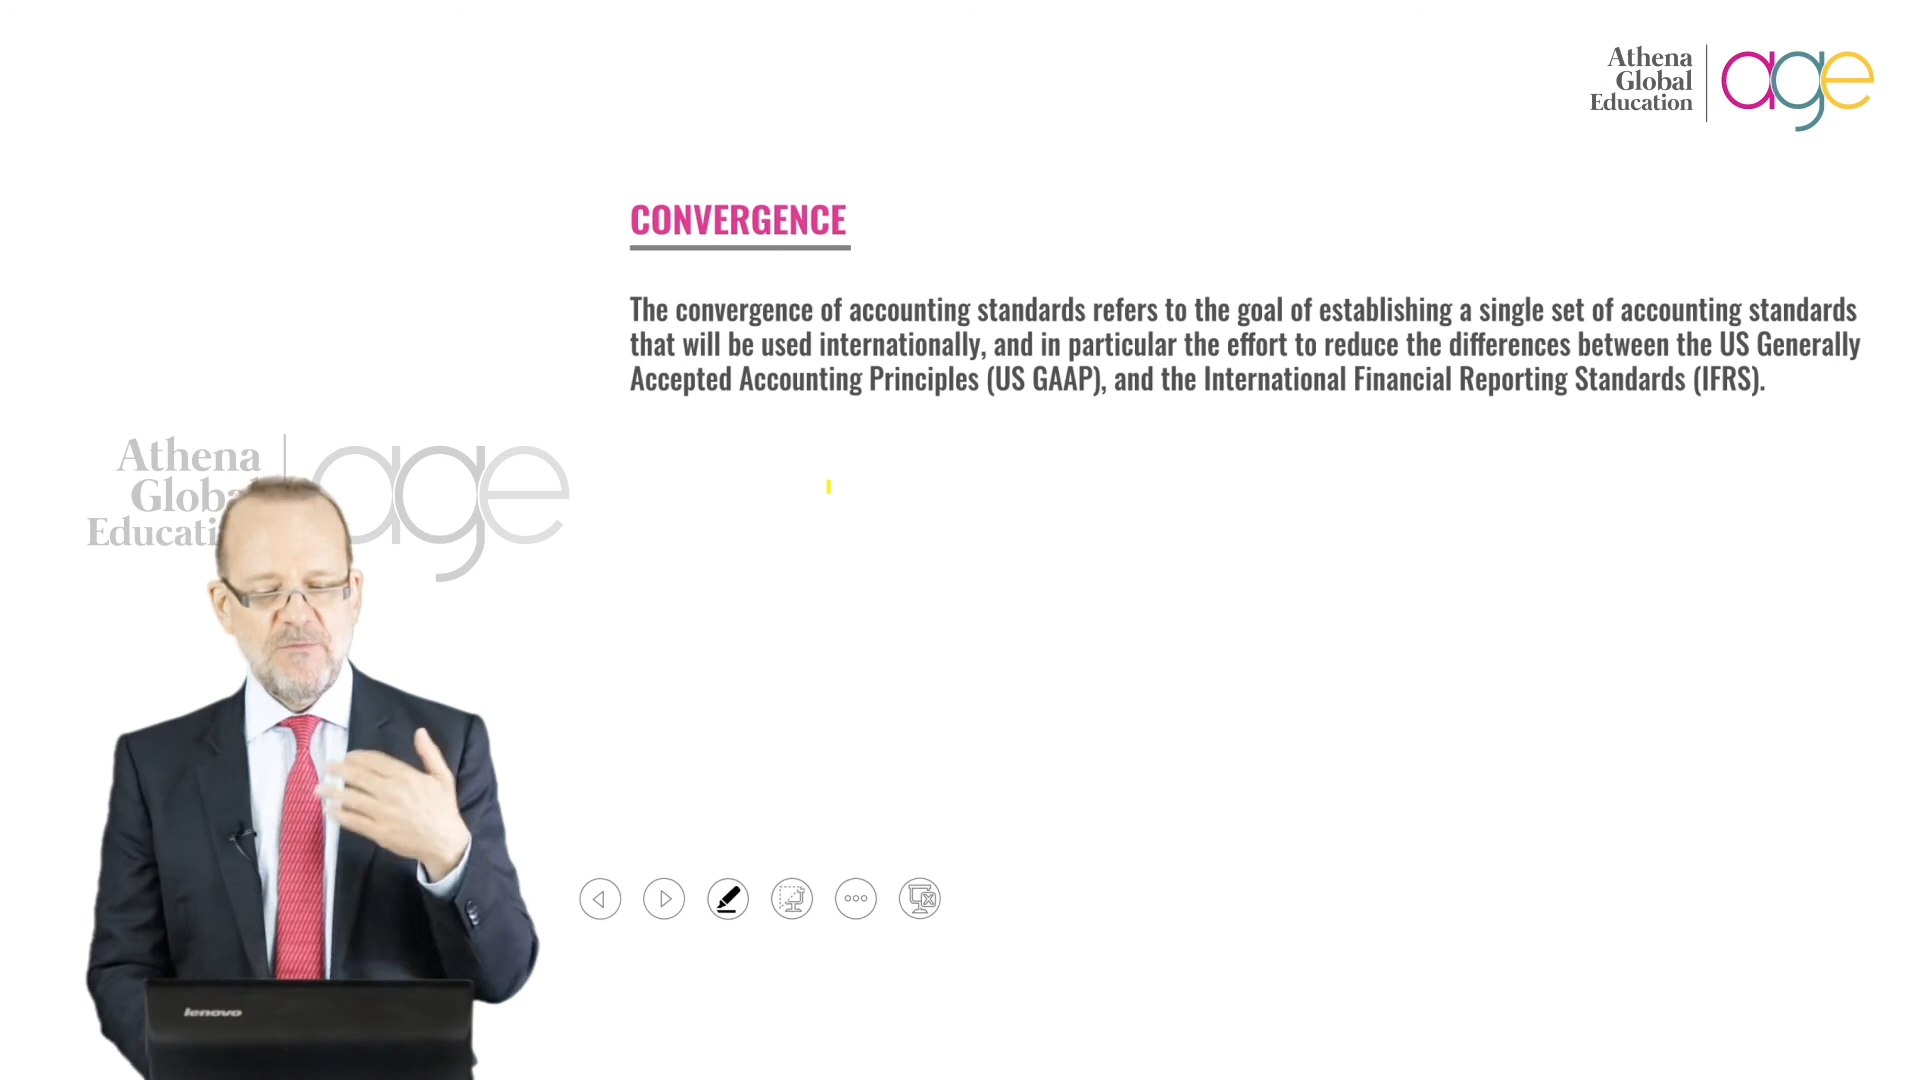 Athena
Global
Education
age
CONVERGENCE
The convergence of accounting standards refers to the goal of establishing a single set of accounting standards
that will be used internationally, and in particular the effort to reduce the differences between the US Generally
Accepted Accounting Principles (US GAAP), and the International Financial Reporting Standards (IFRS).
Athena
Global
Educati
age
lenovo